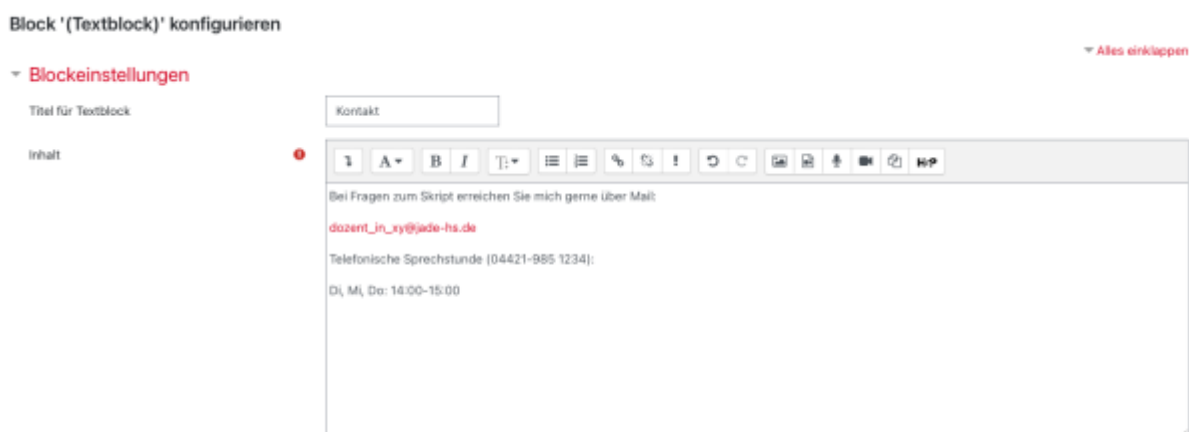 Block '(Textblock)' konfigurieren
Alles einklappen
Blockeinstellungen
Titel für Textblock
Kontakt
Inhalt
A B I T: H-P
Bei Fragen zum Skript erreichen Sie mich gerne über Mail:
dozent_in_xy@jade-hs.de
Telefonische Sprechstunde (04421-985 1234):
Di, Mi, Do: 14:00-15:00